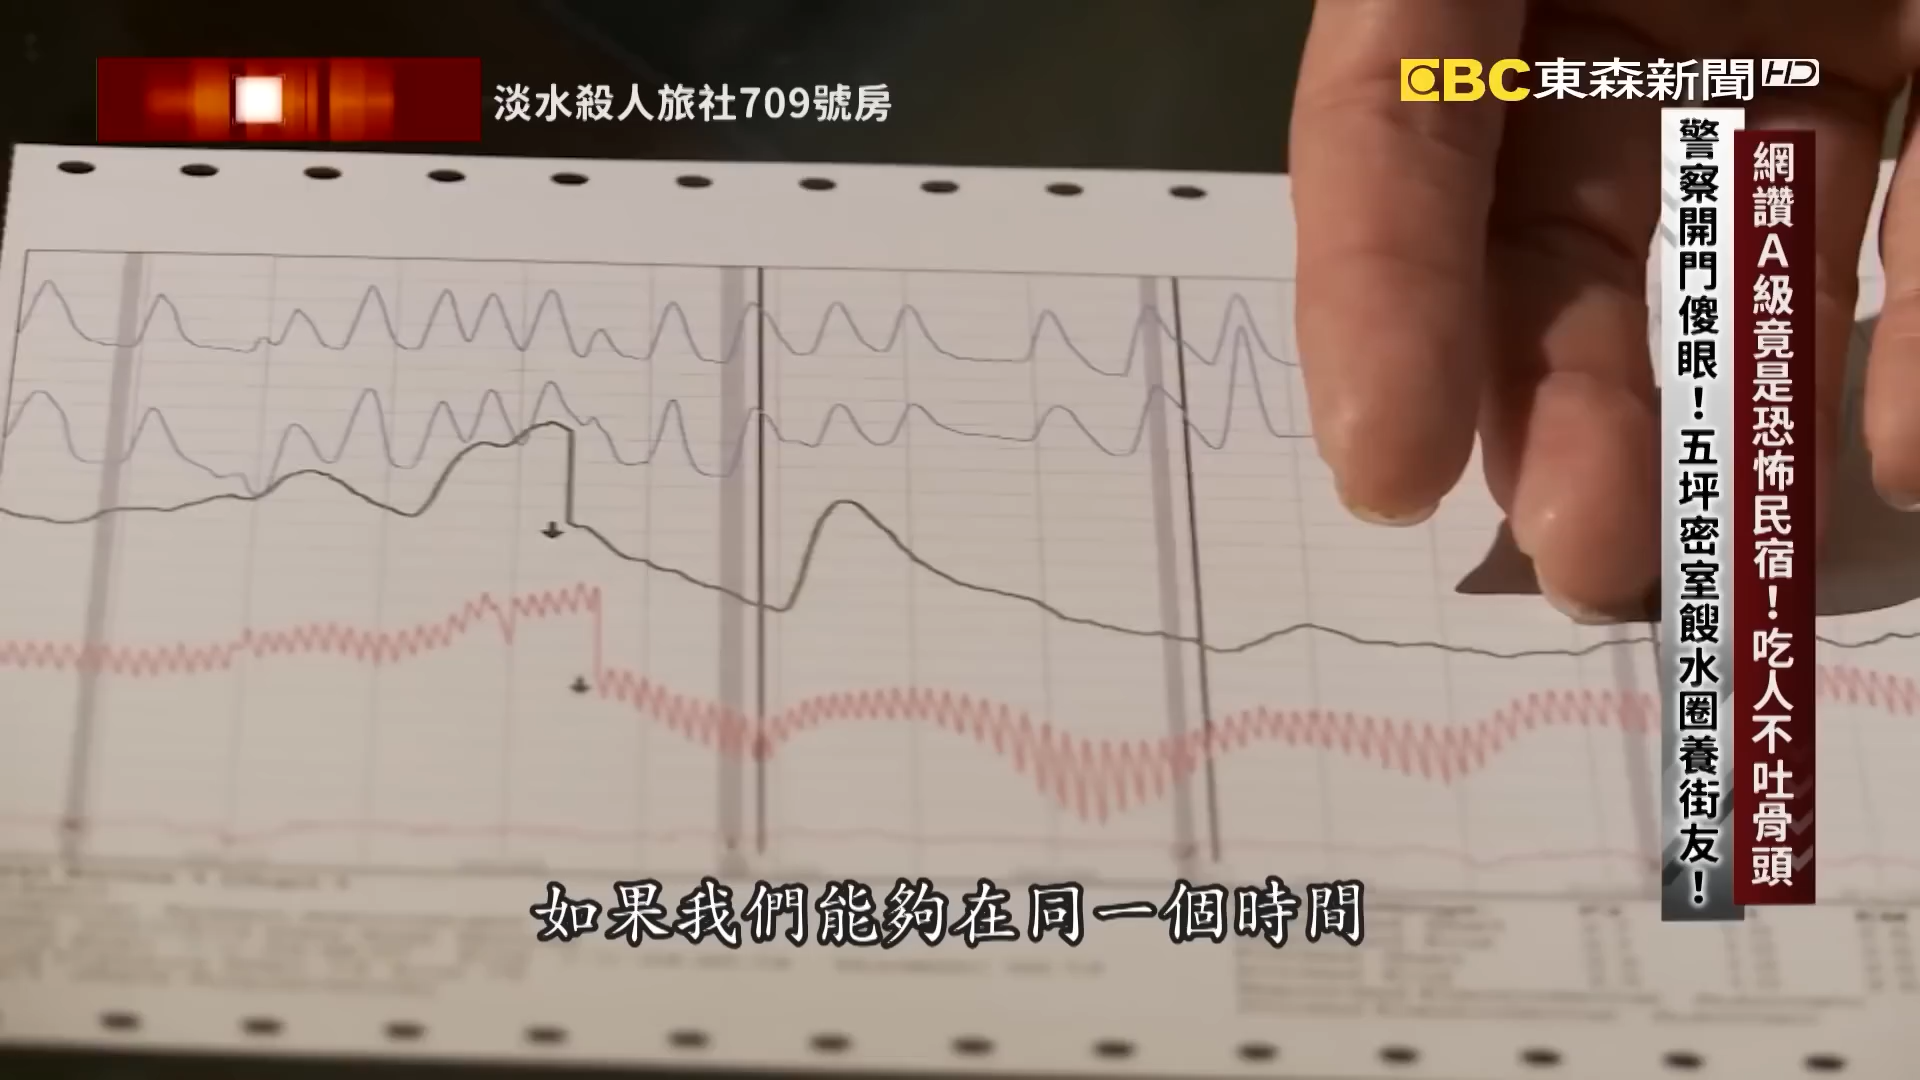 淡水殺人旅社709號房
EBC東森新聞HD
網讚A級竟是恐怖民宿！吃人不吐骨頭
警察開門傻眼！五坪密室餿水圈養街友！
如果我們能夠在同一個時間